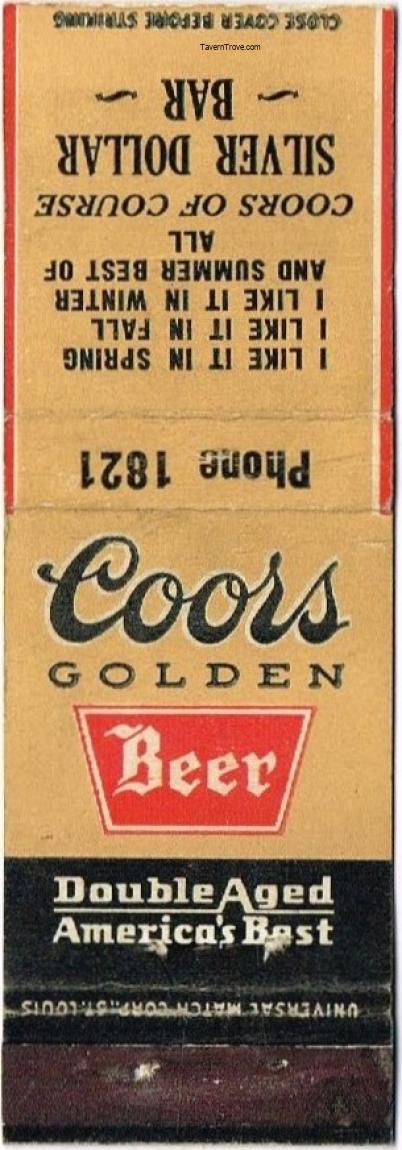 TavernTrove.com
Coors
GOLDEN
Beer
Double Aged
America's Best
UNIVERSAL MATCH CORP., ST. LOUIS
Phone 1821
I LIKE IT IN SPRING
I LIKE IT IN FALL
I LIKE IT IN WINTER
AND SUMMER BEST OF
ALL
COORS OF COURSE
SILVER DOLLAR
~ BAR ~
CLOSE COVER BEFORE STRIKING